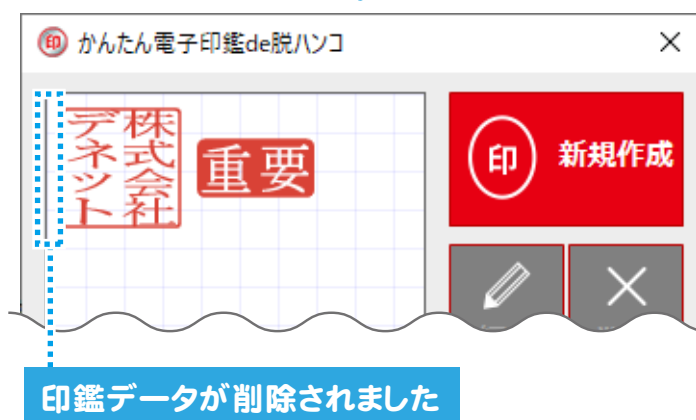 印 かんたん電子印鑑de脱ハンコ
株式会社
デネット
重要
印 新規作成
印鑑データが削除されました